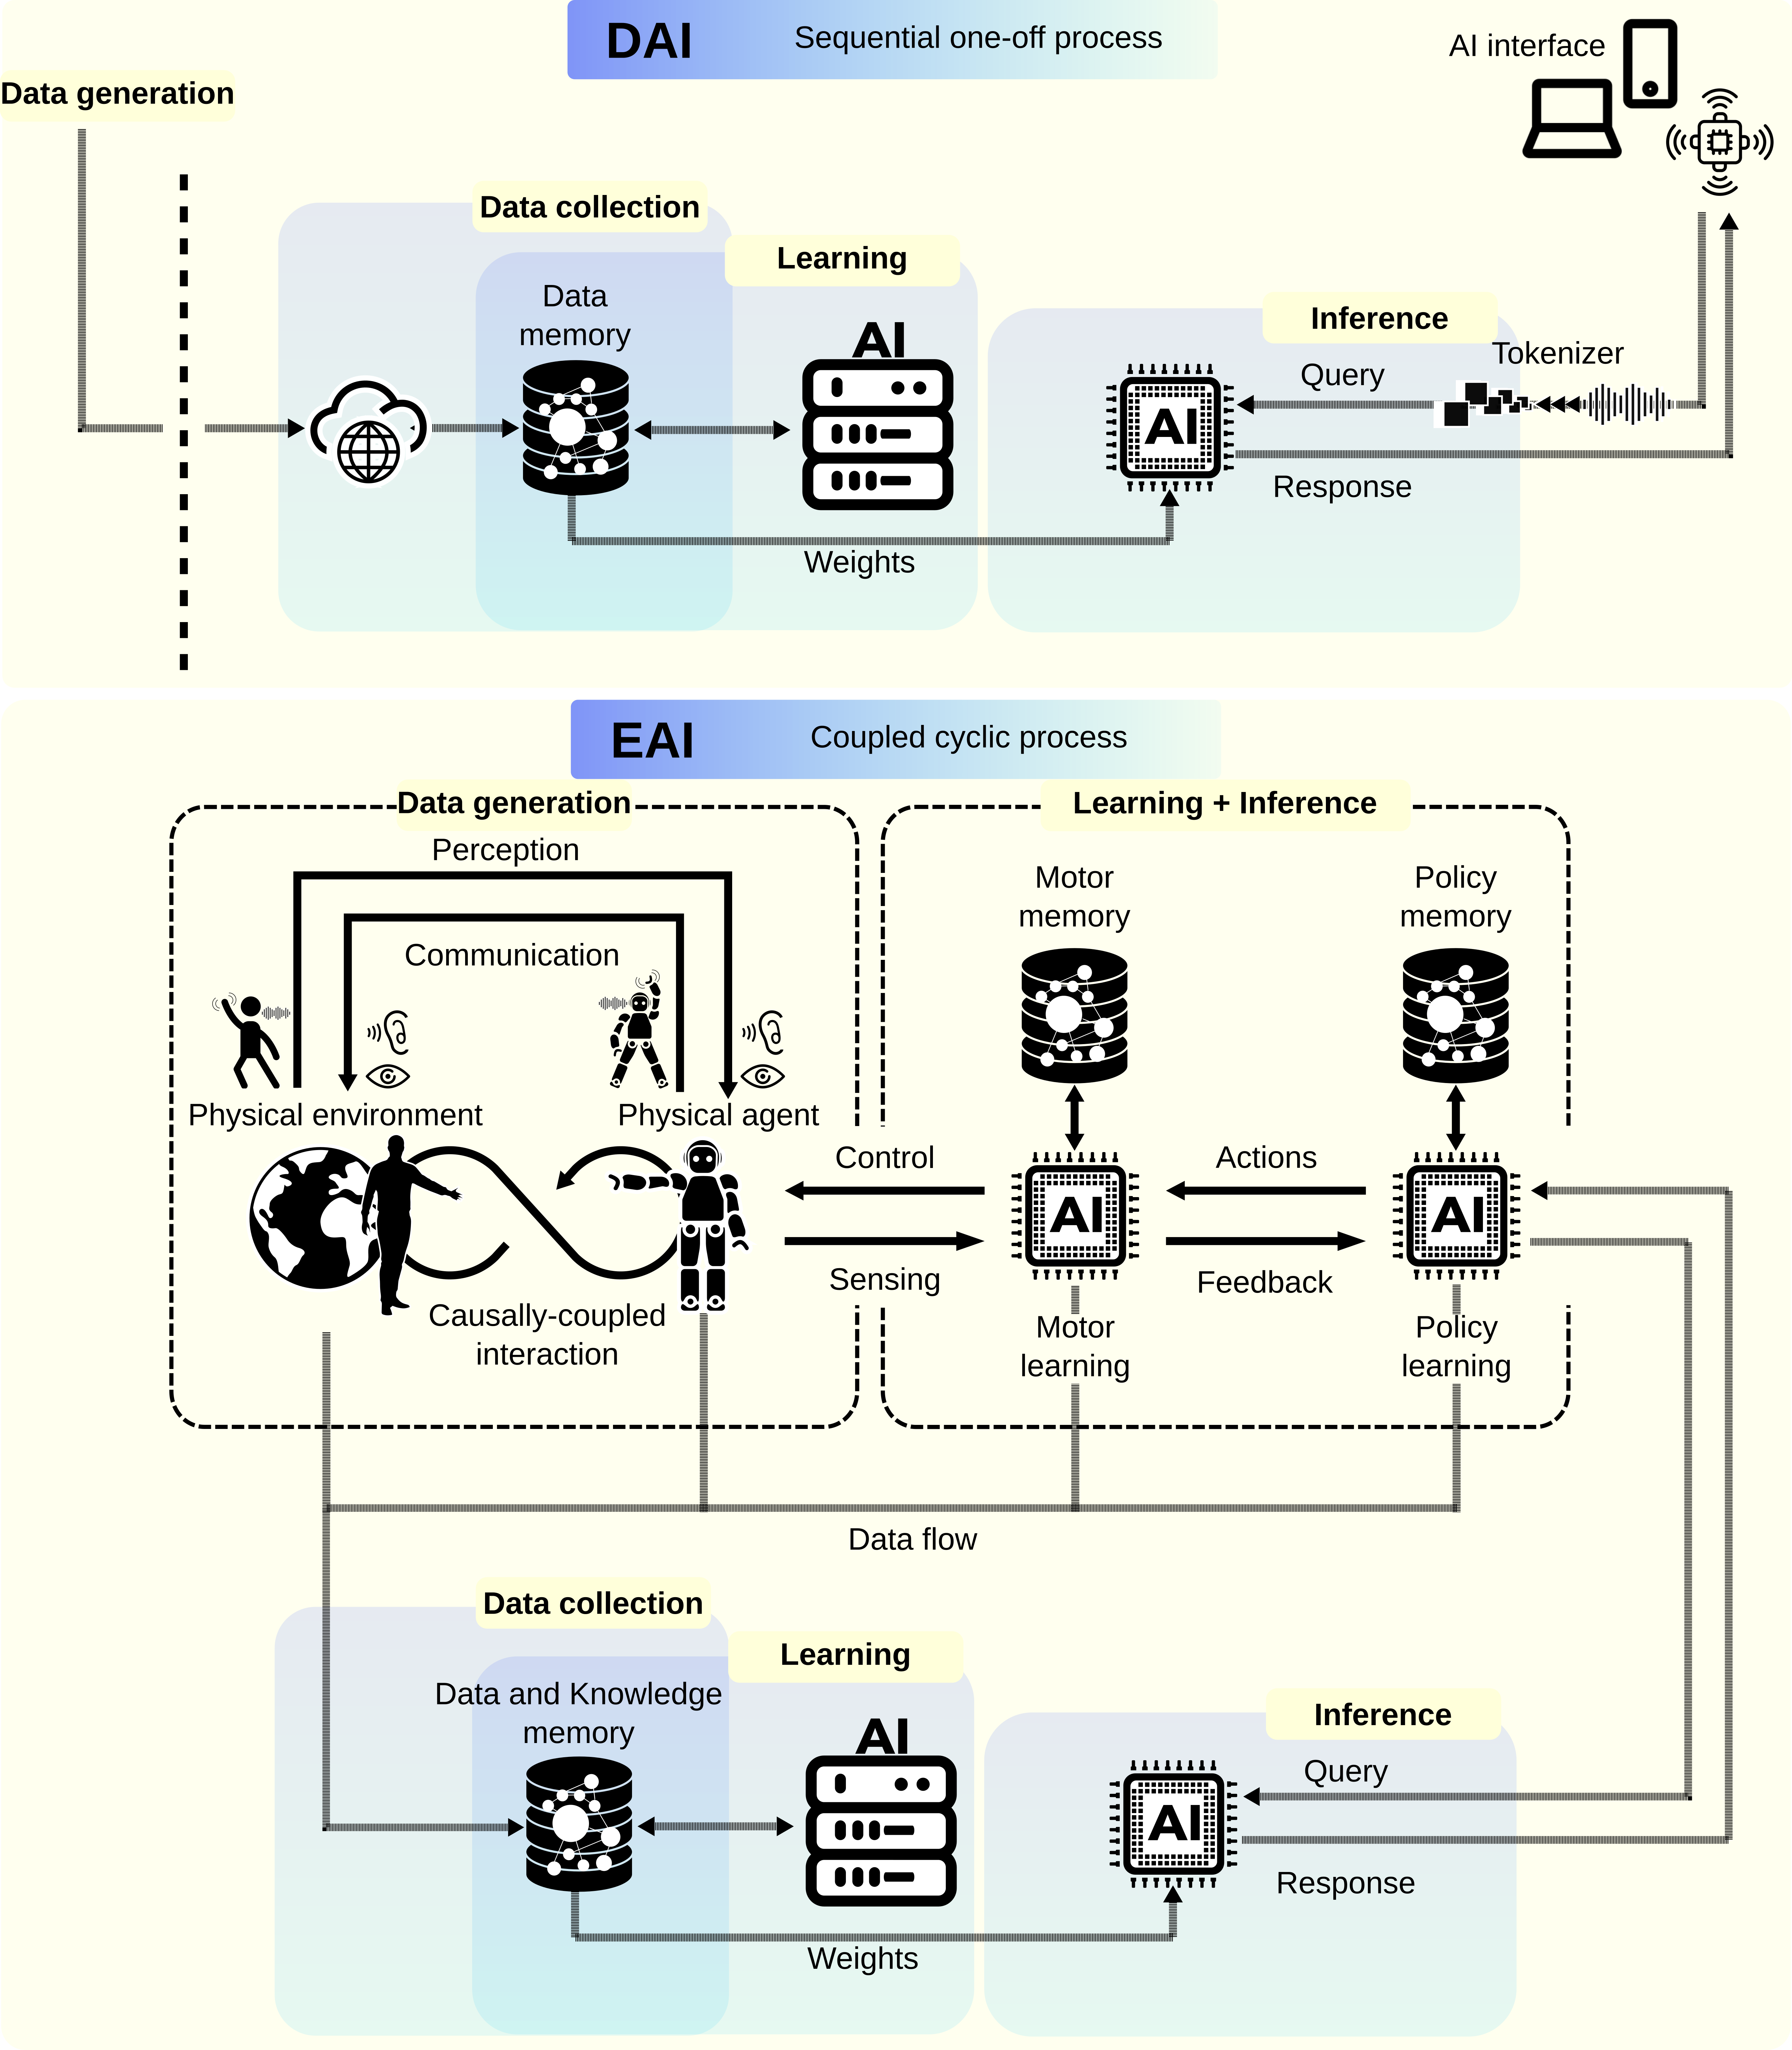 DAI
Sequential one-off process
AI interface
Data generation
Data collection
Learning
Data
memory
AI
Inference
Tokenizer
Query
AI
Response
Weights
EAI
Coupled cyclic process
Data generation
Learning + Inference
Perception
Communication
Motor
memory
Policy
memory
Physical environment
Physical agent
Control
Actions
AI
AI
Sensing
Feedback
Causally-coupled
interaction
Motor
learning
Policy
learning
Data flow
Data collection
Learning
Data and Knowledge
memory
AI
Inference
Query
AI
Response
Weights